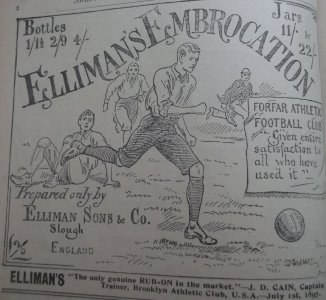 2
Bottles
1/1½ 2/9 4/-
ELLIMAN'S EMBROCATION
Jars
11/-
&
22/-
FORFAR ATHLETIC
FOOTBALL CLUB
"Given entire
satisfaction to
all who have
used it"
Prepared only by
ELLIMAN SONS & Co.
Slough
ENGLAND
ELLIMAN'S "The only genuine RUB-ON in the market."—J. D. CAIN, Captain
Trainer, Brooklyn Athletic Club, U.S.A. July 1st, 1897.